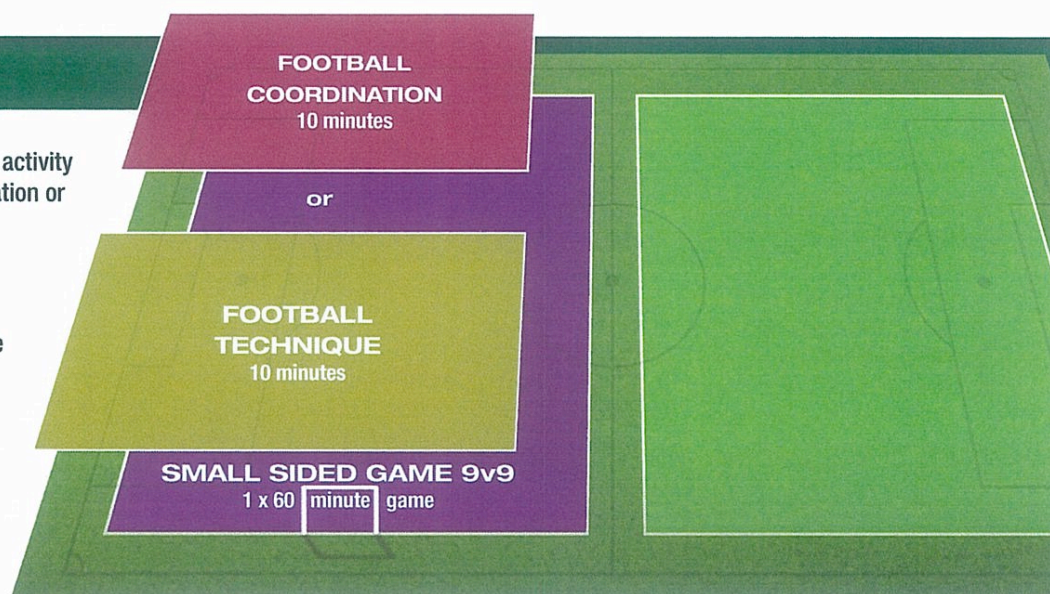 FOOTBALL
COORDINATION
10 minutes
activity
ation or
or
e
FOOTBALL
TECHNIQUE
10 minutes
SMALL SIDED GAME 9v9
1 x 60 minute game